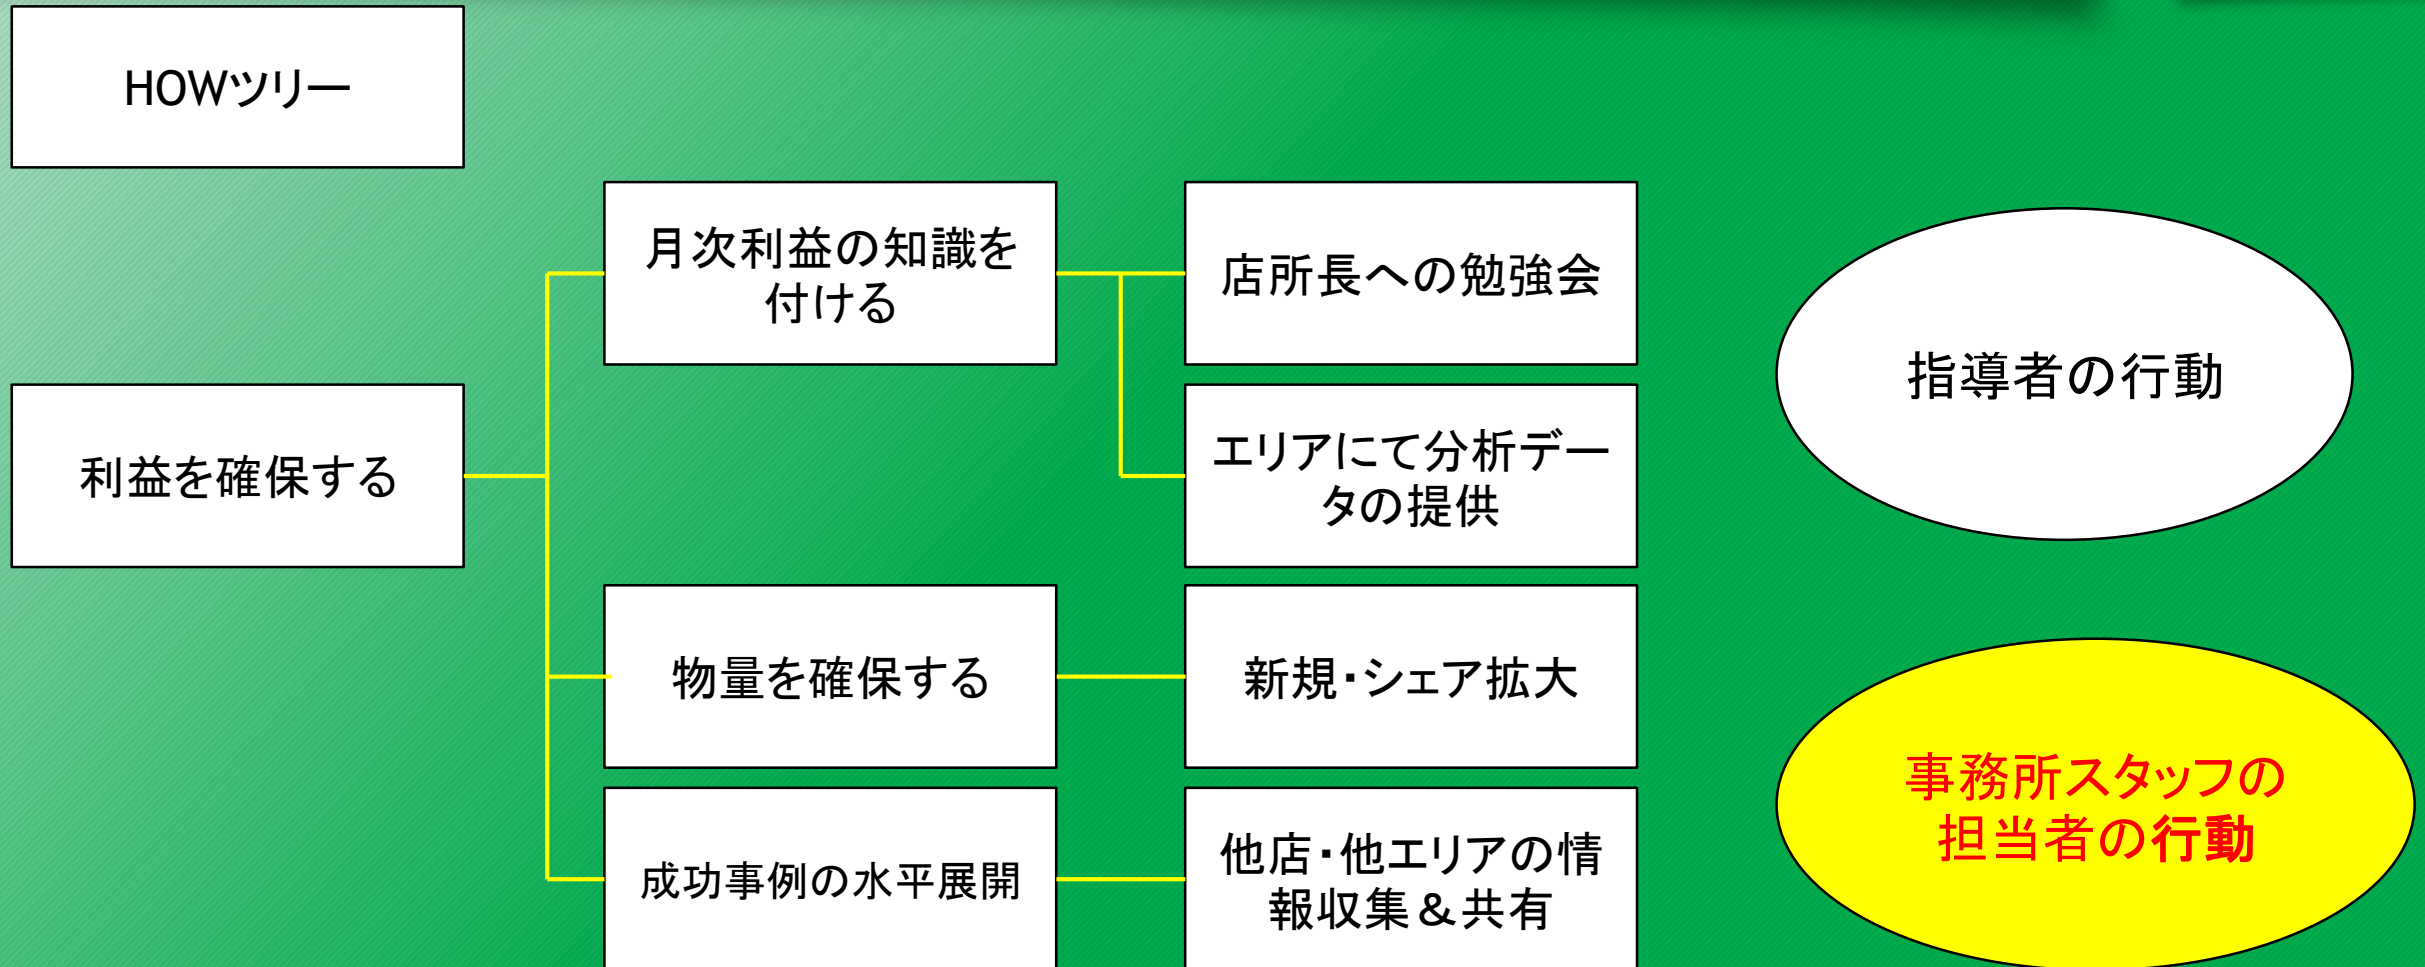 HOWツリー
月次利益の知識を
付ける
店所長への勉強会
指導者の行動
利益を確保する
エリアにて分析デー
タの提供
物量を確保する
新規・シェア拡大
事務所スタッフの
担当者の行動
成功事例の水平展開
他店・他エリアの情
報収集＆共有